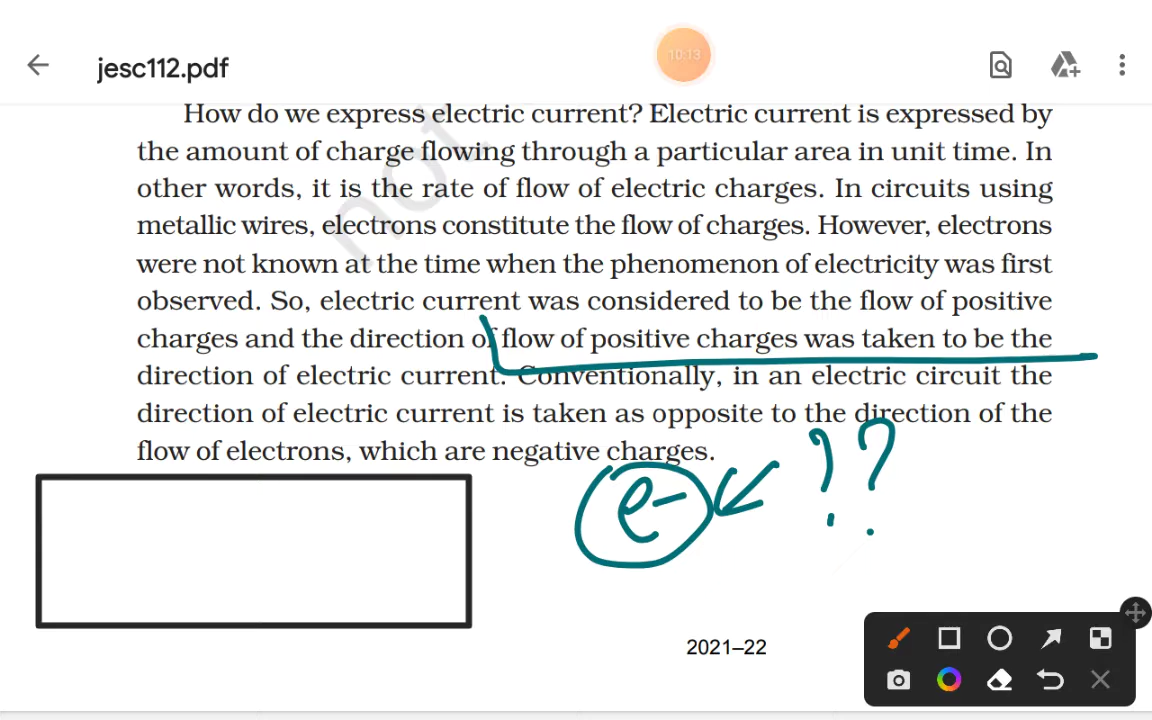 10:13
jesc112.pdf
How do we express electric current? Electric current is expressed by
the amount of charge flowing through a particular area in unit time. In
other words, it is the rate of flow of electric charges. In circuits using
metallic wires, electrons constitute the flow of charges. However, electrons
were not known at the time when the phenomenon of electricity was first
observed. So, electric current was considered to be the flow of positive
charges and the direction of flow of positive charges was taken to be the
direction of electric current. Conventionally, in an electric circuit the
direction of electric current is taken as opposite to the direction of the
flow of electrons, which are negative charges.
not
e- ??
2021–22